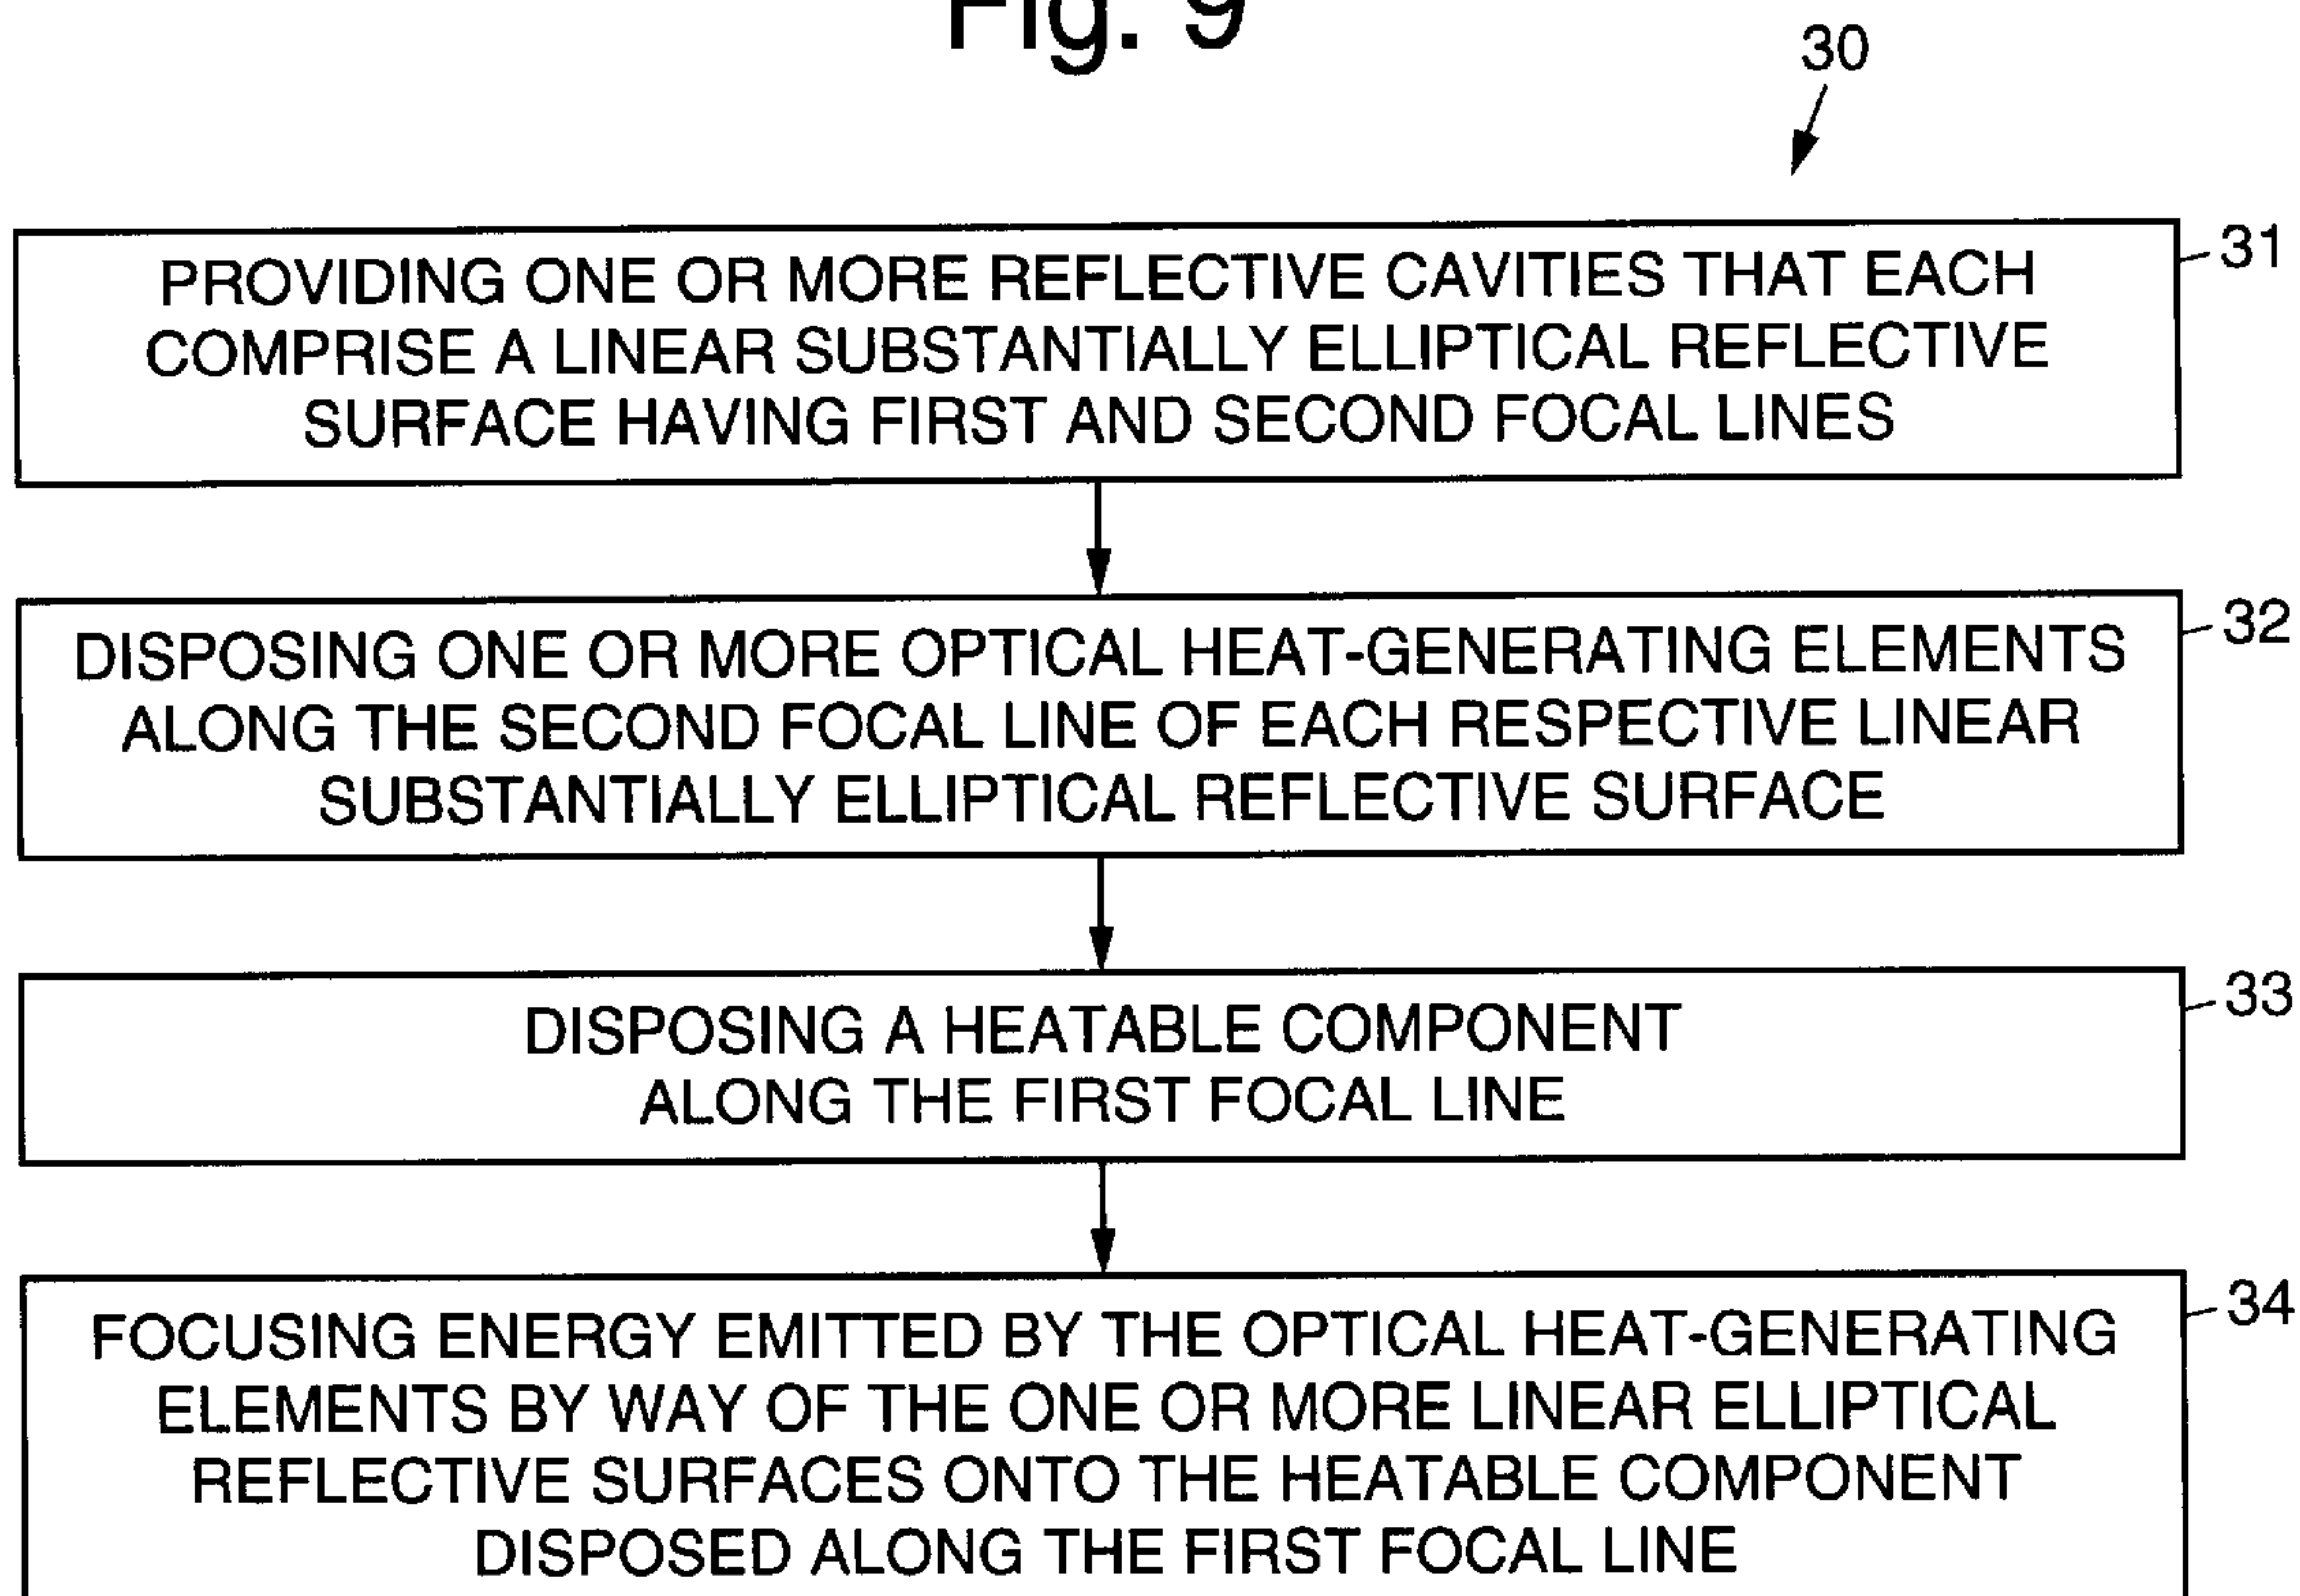 Fig. 9
30
PROVIDING ONE OR MORE REFLECTIVE CAVITIES THAT EACH
COMPRISE A LINEAR SUBSTANTIALLY ELLIPTICAL REFLECTIVE
SURFACE HAVING FIRST AND SECOND FOCAL LINES
31
DISPOSING ONE OR MORE OPTICAL HEAT-GENERATING ELEMENTS
ALONG THE SECOND FOCAL LINE OF EACH RESPECTIVE LINEAR
SUBSTANTIALLY ELLIPTICAL REFLECTIVE SURFACE
32
DISPOSING A HEATABLE COMPONENT
ALONG THE FIRST FOCAL LINE
33
FOCUSING ENERGY EMITTED BY THE OPTICAL HEAT-GENERATING
ELEMENTS BY WAY OF THE ONE OR MORE LINEAR ELLIPTICAL
REFLECTIVE SURFACES ONTO THE HEATABLE COMPONENT
DISPOSED ALONG THE FIRST FOCAL LINE
34